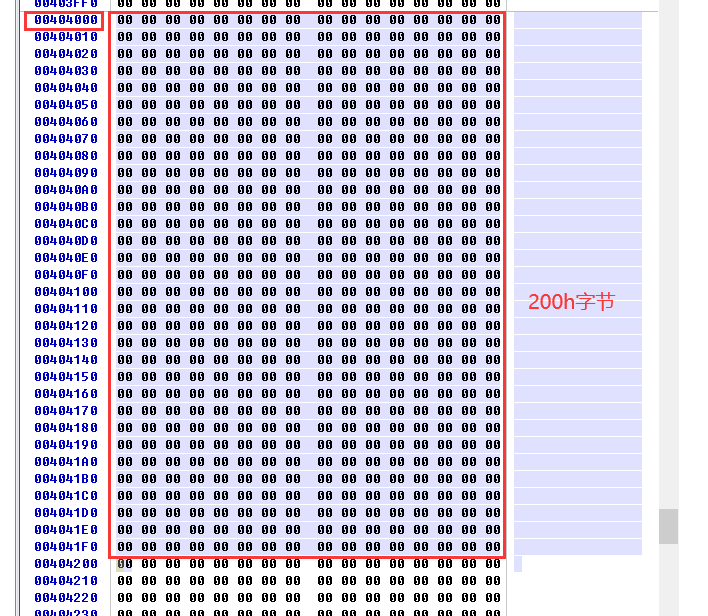 00403FF0 00 00 00 00 00 00 00 00 00 00 00 00 00 00 00 00
00404000 00 00 00 00 00 00 00 00 00 00 00 00 00 00 00 00
00404010 00 00 00 00 00 00 00 00 00 00 00 00 00 00 00 00
00404020 00 00 00 00 00 00 00 00 00 00 00 00 00 00 00 00
00404030 00 00 00 00 00 00 00 00 00 00 00 00 00 00 00 00
00404040 00 00 00 00 00 00 00 00 00 00 00 00 00 00 00 00
00404050 00 00 00 00 00 00 00 00 00 00 00 00 00 00 00 00
00404060 00 00 00 00 00 00 00 00 00 00 00 00 00 00 00 00
00404070 00 00 00 00 00 00 00 00 00 00 00 00 00 00 00 00
00404080 00 00 00 00 00 00 00 00 00 00 00 00 00 00 00 00
00404090 00 00 00 00 00 00 00 00 00 00 00 00 00 00 00 00
004040A0 00 00 00 00 00 00 00 00 00 00 00 00 00 00 00 00
004040B0 00 00 00 00 00 00 00 00 00 00 00 00 00 00 00 00
004040C0 00 00 00 00 00 00 00 00 00 00 00 00 00 00 00 00
004040D0 00 00 00 00 00 00 00 00 00 00 00 00 00 00 00 00
004040E0 00 00 00 00 00 00 00 00 00 00 00 00 00 00 00 00
004040F0 00 00 00 00 00 00 00 00 00 00 00 00 00 00 00 00
00404100 00 00 00 00 00 00 00 00 00 00 00 00 00 00 00 00
200h字节
00404110 00 00 00 00 00 00 00 00 00 00 00 00 00 00 00 00
00404120 00 00 00 00 00 00 00 00 00 00 00 00 00 00 00 00
00404130 00 00 00 00 00 00 00 00 00 00 00 00 00 00 00 00
00404140 00 00 00 00 00 00 00 00 00 00 00 00 00 00 00 00
00404150 00 00 00 00 00 00 00 00 00 00 00 00 00 00 00 00
00404160 00 00 00 00 00 00 00 00 00 00 00 00 00 00 00 00
00404170 00 00 00 00 00 00 00 00 00 00 00 00 00 00 00 00
00404180 00 00 00 00 00 00 00 00 00 00 00 00 00 00 00 00
00404190 00 00 00 00 00 00 00 00 00 00 00 00 00 00 00 00
004041A0 00 00 00 00 00 00 00 00 00 00 00 00 00 00 00 00
004041B0 00 00 00 00 00 00 00 00 00 00 00 00 00 00 00 00
004041C0 00 00 00 00 00 00 00 00 00 00 00 00 00 00 00 00
004041D0 00 00 00 00 00 00 00 00 00 00 00 00 00 00 00 00
004041E0 00 00 00 00 00 00 00 00 00 00 00 00 00 00 00 00
004041F0 00 00 00 00 00 00 00 00 00 00 00 00 00 00 00 00
00404200 00 00 00 00 00 00 00 00 00 00 00 00 00 00 00 00
00404210 00 00 00 00 00 00 00 00 00 00 00 00 00 00 00 00
00404220 00 00 00 00 00 00 00 00 00 00 00 00 00 00 00 00
00404230 00 00 00 00 00 00 00 00 00 00 00 00 00 00 00 00